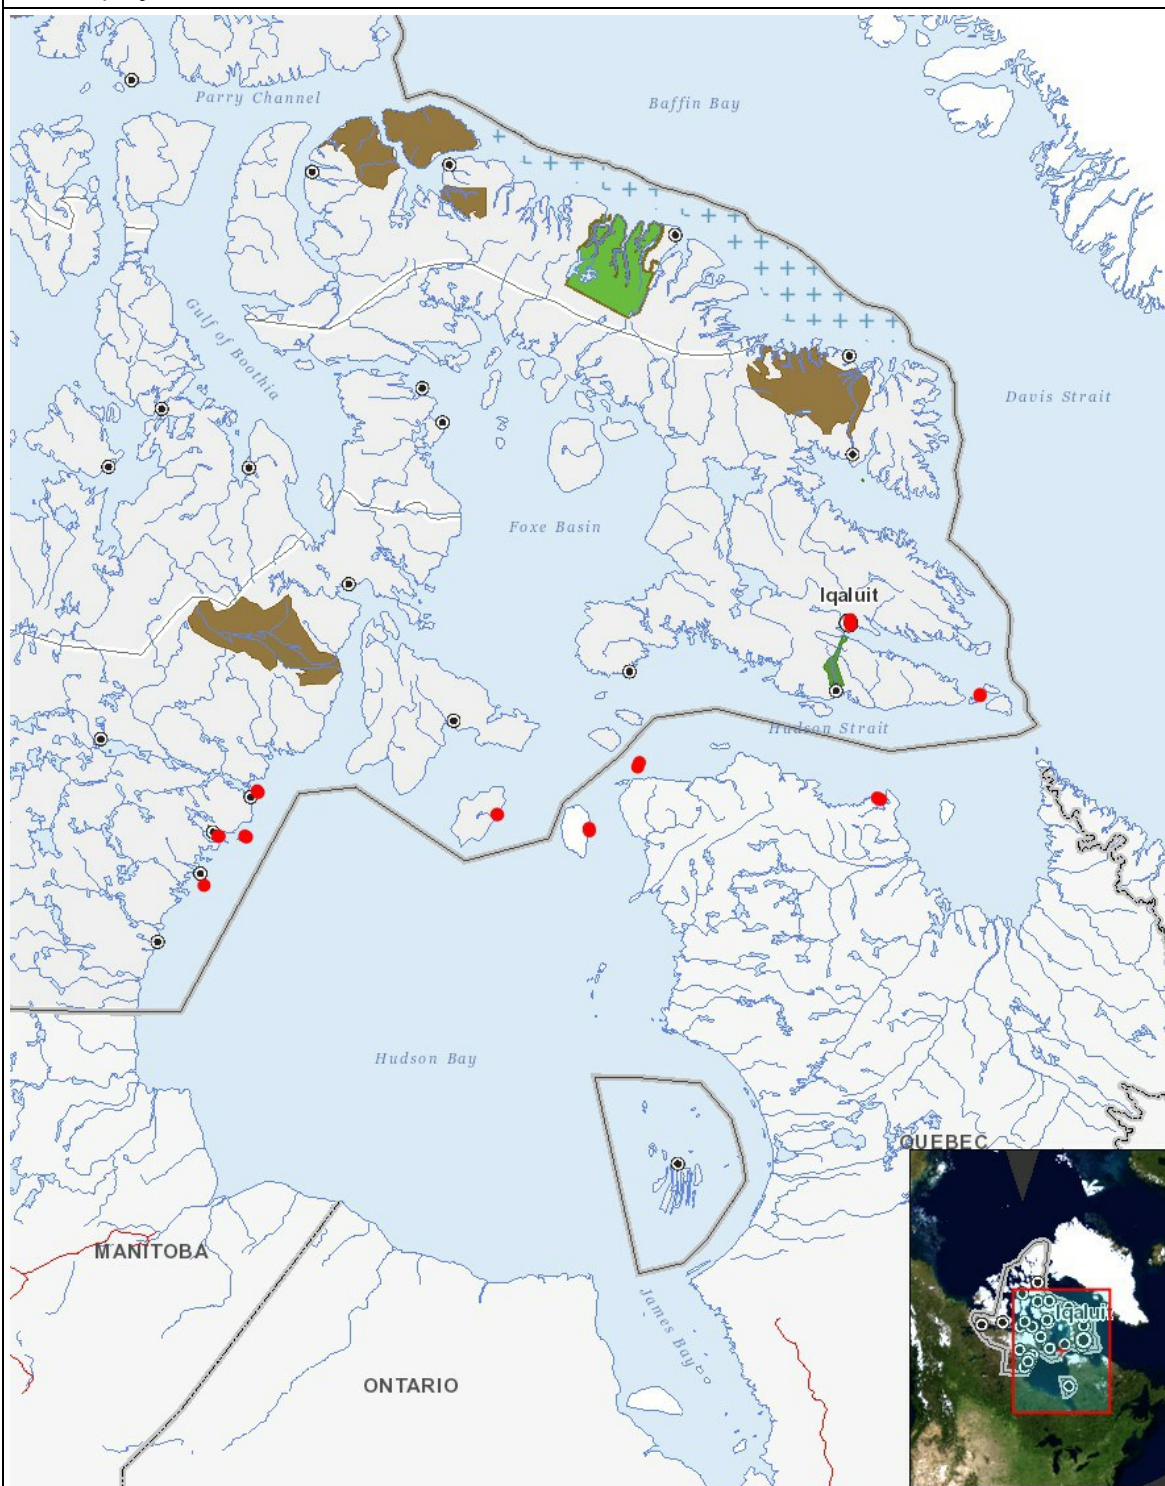 Parry Channel
Baffin Bay
Gulf of Boothia
Davis Strait
Foxe Basin
Iqaluit
Hudson Strait
Hudson Bay
QUEBEC
MANITOBA
Iqaluit
James Bay
ONTARIO